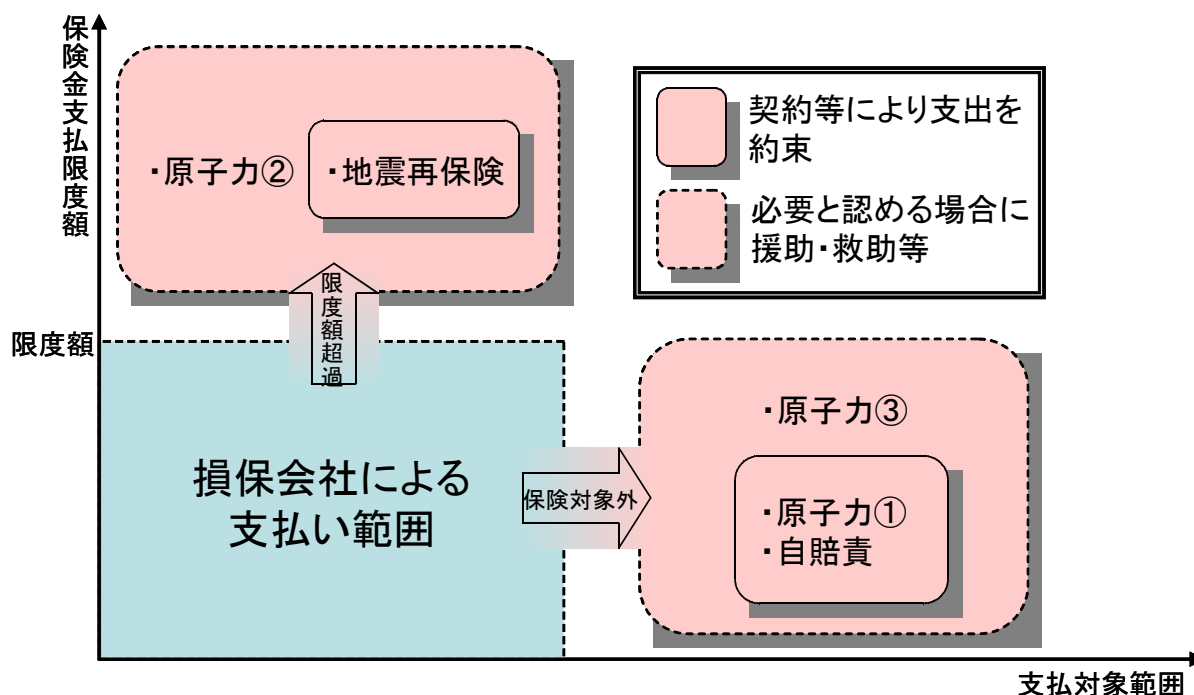 保険金支払限度額
・原子力②
・地震再保険
契約等により支出を
約束
必要と認める場合に
援助・救助等
限度額超過
限度額
損保会社による
支払い範囲
保険対象外
・原子力③
・原子力①
・自賠責
支払対象範囲